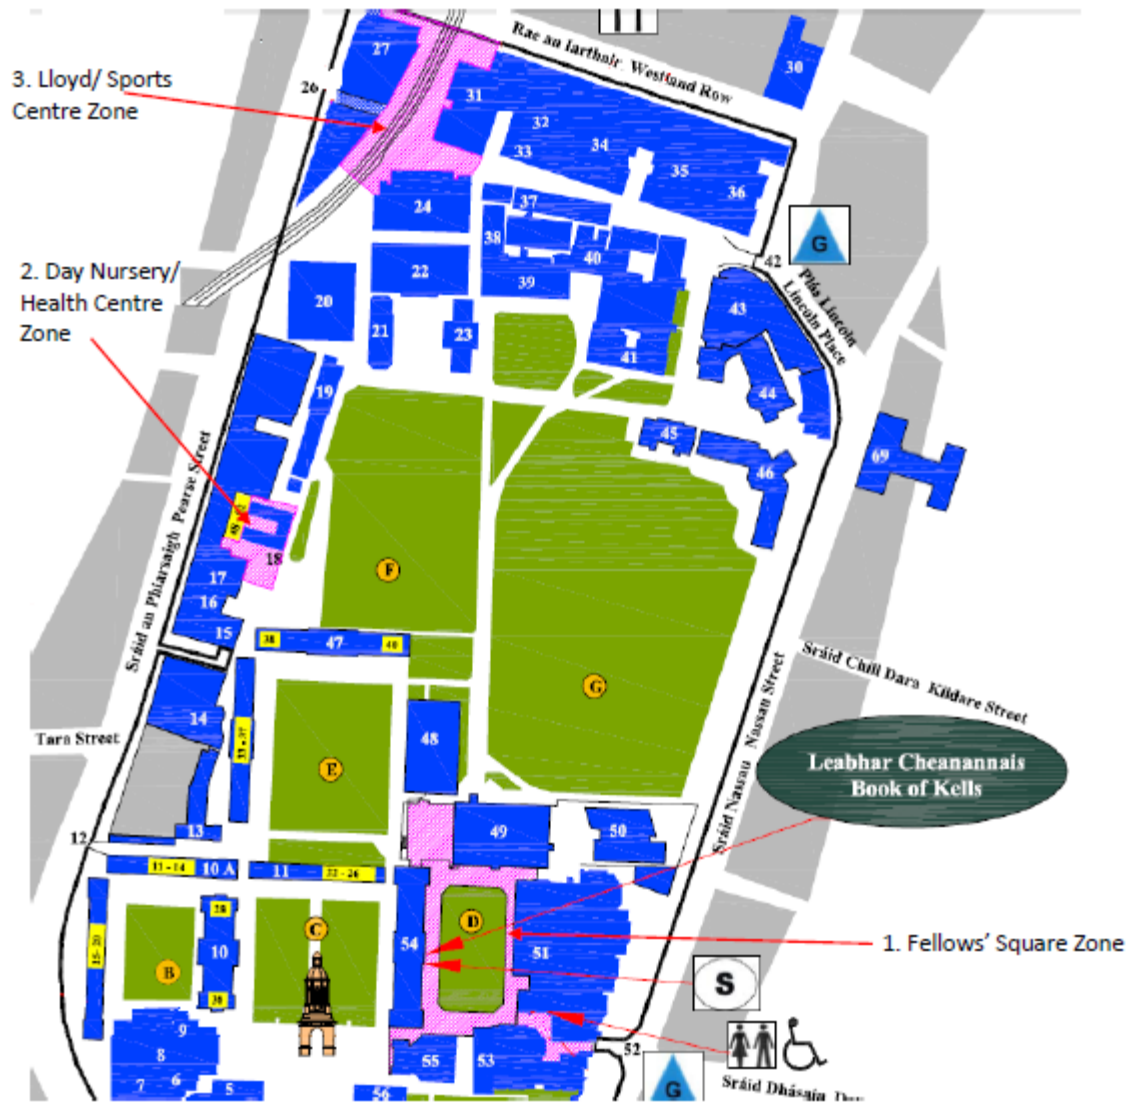 Rae an Iarthair Westland Row
27
30
3. Lloyd/ Sports
Centre Zone
26
31
32
33
34
35
36
24
37
38
40
G
42
Plás Lincoln
Lincoln Place
2. Day Nursery/
Health Centre
Zone
22
39
20
21
23
43
41
44
19
45
46
69
Sráid an Phiarsaigh Pearse Street
18
F
17
16
15
38
47
40
G
Sráid Chill Dara Kildare Street
Sráid Nassau Nassau Street
14
Tara Street
48
E
Leabhar Cheanannais
Book of Kells
12
13
49
50
10 A
11
28
D
C
54
51
1. Fellows' Square Zone
10
B
S
30
9
8
7
6
5
55
53
52
56
G
Sráid Dhásain